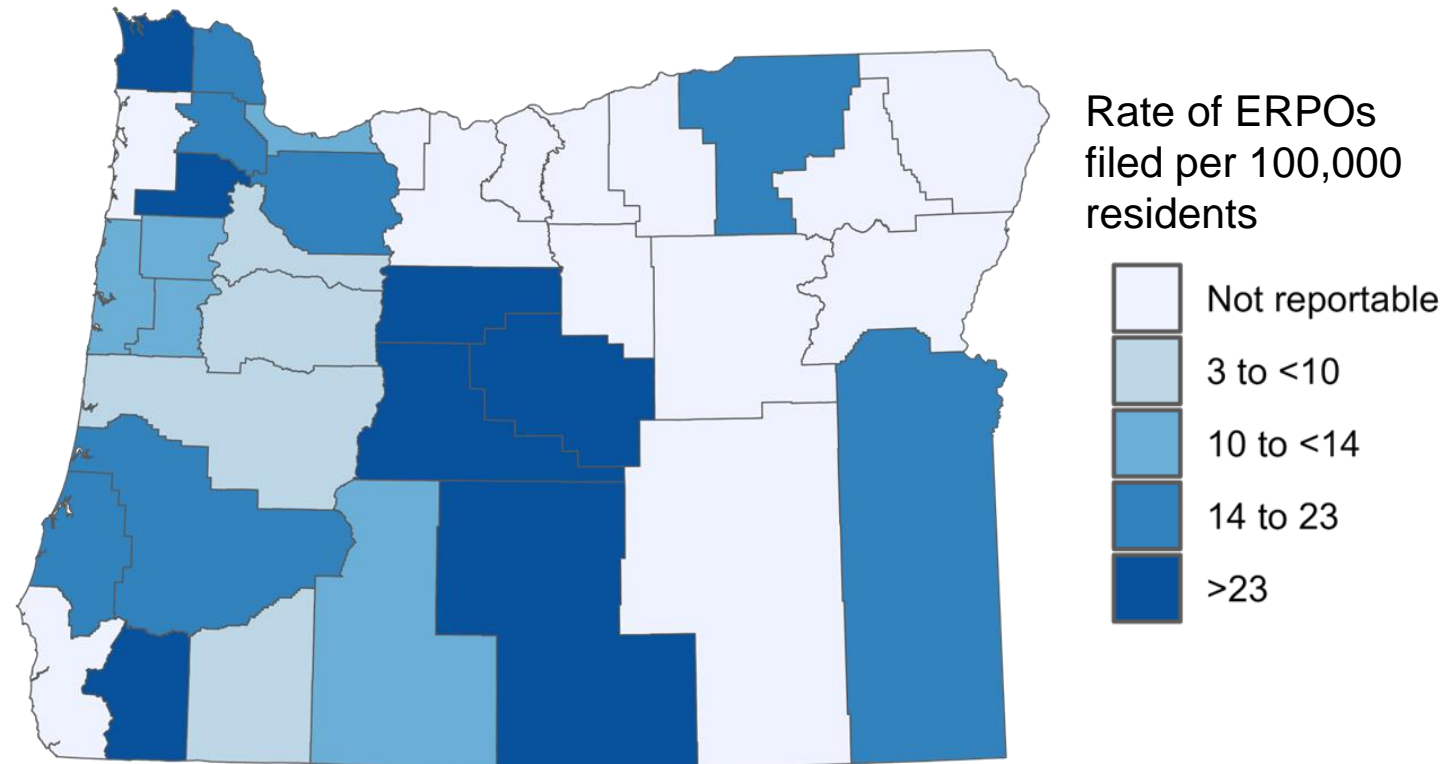 Rate of ERPOs
filed per 100,000
residents
Not reportable
3 to <10
10 to <14
14 to 23
>23